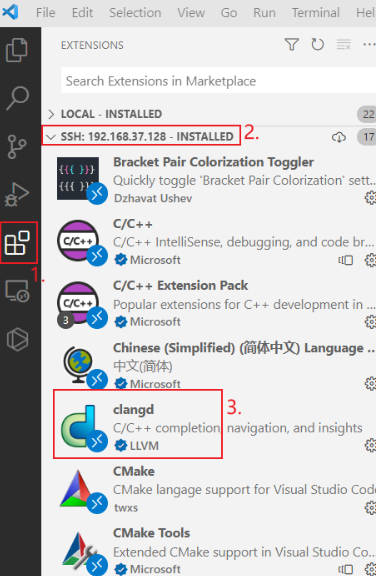 File Edit Selection View Go Run Terminal Hel
EXTENSIONS
Search Extensions in Marketplace
LOCAL - INSTALLED 22
SSH: 192.168.37.128 - INSTALLED 2. 17
Bracket Pair Colorization Toggler
Quickly toggle 'Bracket Pair Colorization' sett...
Dzhavat Ushev
C/C++
C/C++
C/C++ IntelliSense, debugging, and code br...
Microsoft
1.
C/C++ Extension Pack
C/C++
Popular extensions for C++ development in ...
3
Microsoft
Chinese (Simplified) (简体中文) Language ...
中文(简体)
Microsoft
clangd 3.
C/C++ completion, navigation, and insights
LLVM
CMake
CMake langage support for Visual Studio Code
twxs
CMake Tools
Extended CMake support in Visual Studio Co...
Microsoft